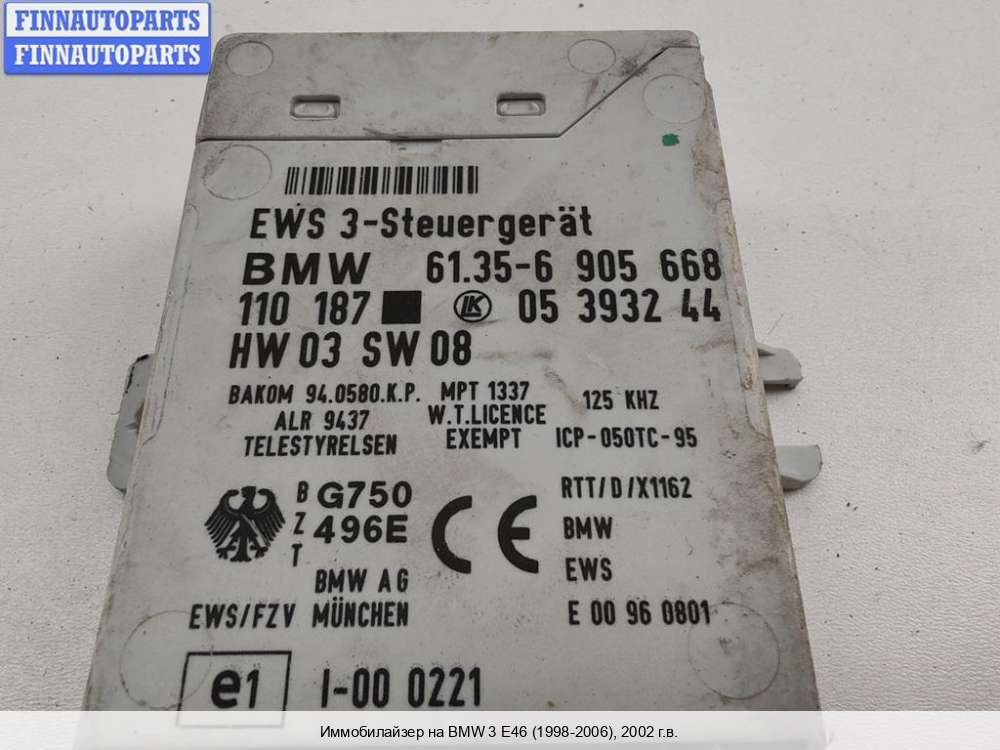 FINNAUTOPARTS
FINNAUTOPARTS
EWS 3-Steuergerät
BMW 61.35-6 905 668
110 187 LK 05 3932 44
HW 03 SW 08
BAKOM 94.0580.K.P. MPT 1337 125 KHZ
ALR 9437 W.T.LICENCE
TELESTYRELSEN EXEMPT ICP-050TC-95
BZT G750 496E CE RTT/D/X1162
BMW
EWS
BMW AG
EWS/FZV MÜNCHEN E 00 96 0801
e1 I-00 0221
Иммобилайзер на BMW 3 E46 (1998-2006), 2002 г.в.